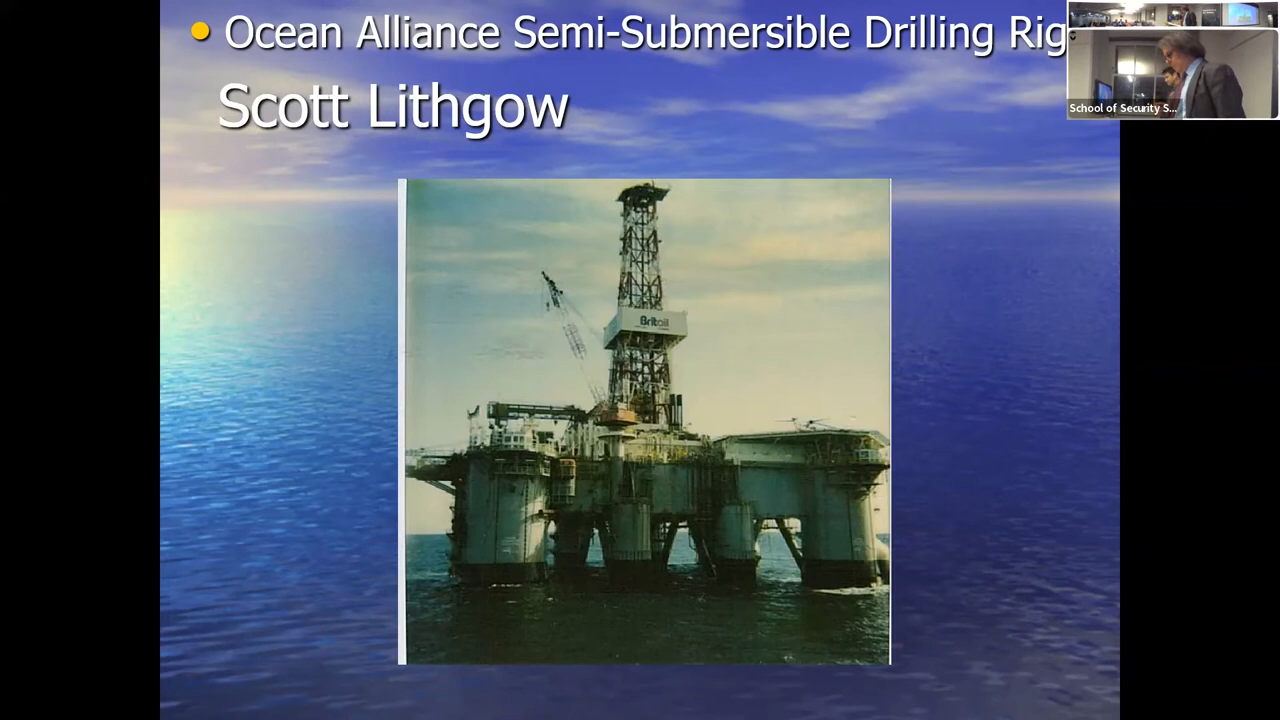 Ocean Alliance Semi-Submersible Drilling Rig
Scott Lithgow
School of Security S...
Britoil